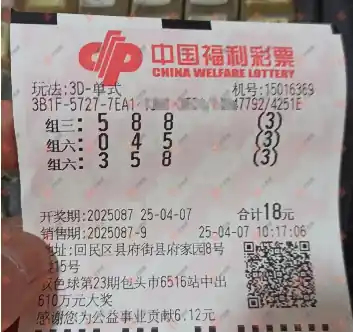 中国福利彩票
CHINA WELFARE LOTTERY
玩法:3D-单式 机号:15016369
3B1F-5727-7EA1- 47792/4251E
组三: 5 8 8 (3)
组六: 0 4 5 (3)
组六: 3 5 8 (3)
开奖期:2025087 25-04-07 合计18元
销售期:2025087-9 25-04-07 10:17:06
地址:回民区县府街县府家园8号
215号
双色球第23期包头市6516站中出
610万元大奖
感谢您为公益事业贡献6.12元